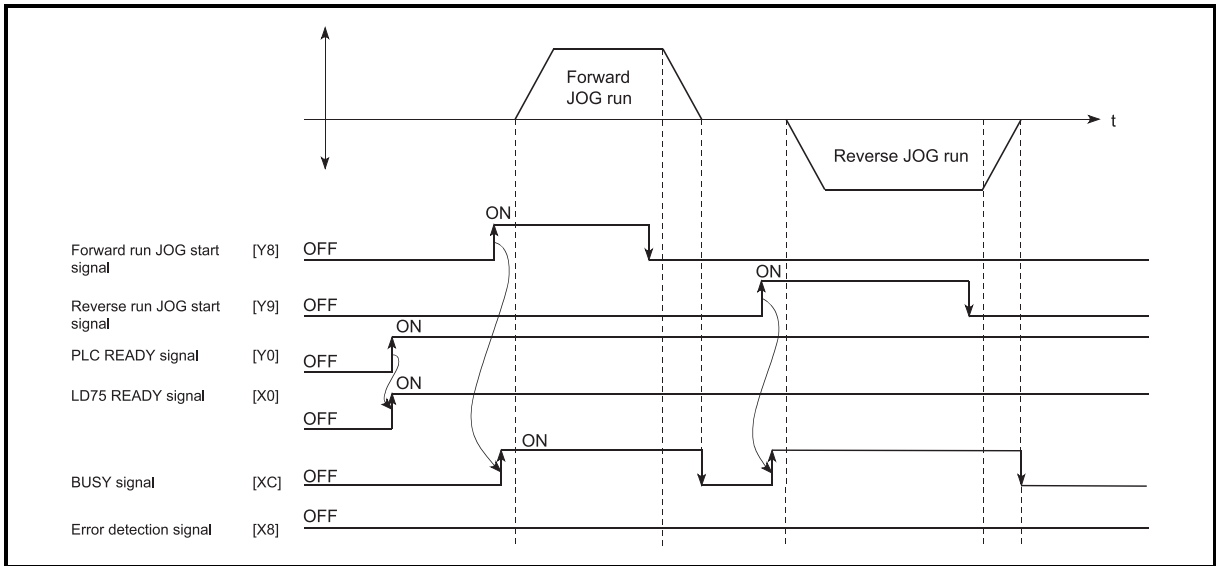 Forward
JOG run
t
Reverse JOG run
ON
Forward run JOG start [Y8] OFF
signal
ON
Reverse run JOG start [Y9] OFF
signal
ON
PLC READY signal [Y0] OFF
ON
LD75 READY signal [X0]
OFF
ON
BUSY signal [XC] OFF
OFF
Error detection signal [X8]